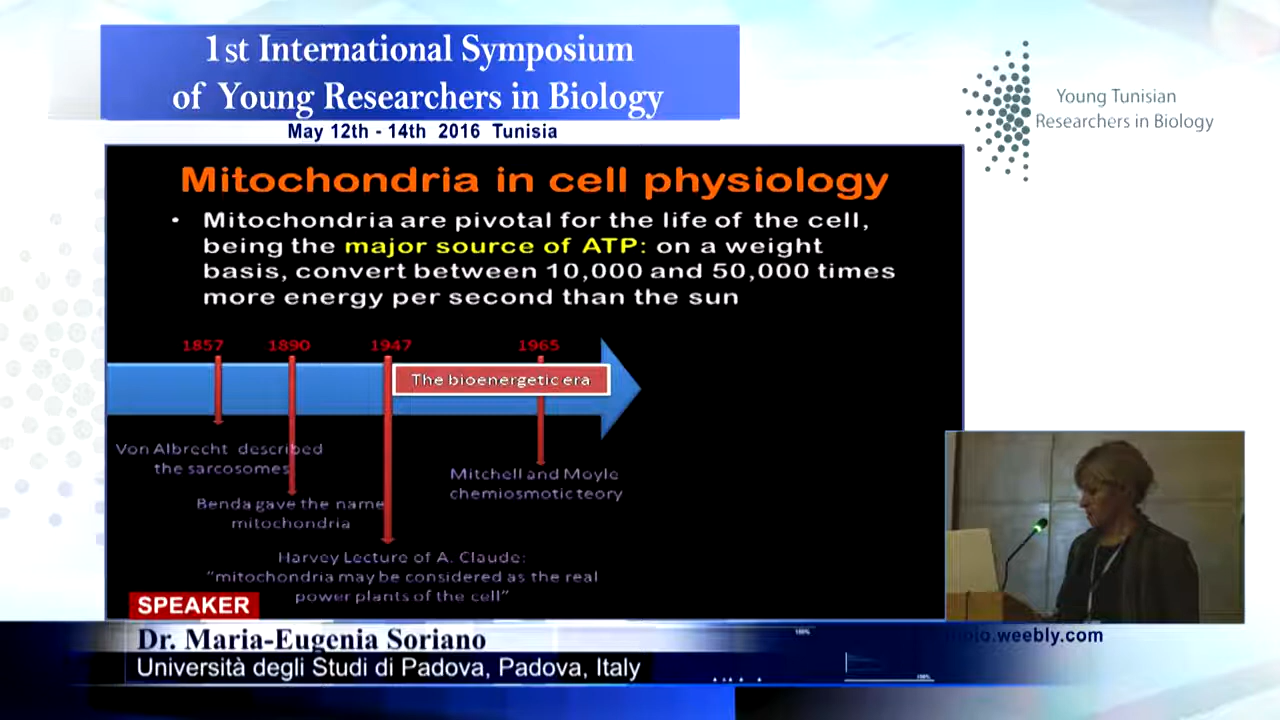 1st International Symposium
of Young Researchers in Biology
May 12th - 14th 2016 Tunisia
Young Tunisian
Researchers in Biology
Mitochondria in cell physiology
• Mitochondria are pivotal for the life of the cell,
being the major source of ATP: on a weight
basis, convert between 10,000 and 50,000 times
more energy per second than the sun
1857 1890 1947 1965
The bioenergetic era
Von Albrecht described
the sarcosomes
Mitchell and Moyle
chemiosmotic teory
Benda gave the name
mitochondria
Harvey Lecture of A. Claude:
"mitochondria may be considered as the real
power plants of the cell"
SPEAKER
Dr. Maria-Eugenia Soriano
Università degli Studi di Padova, Padova, Italy
.weebly.com
100%
100%